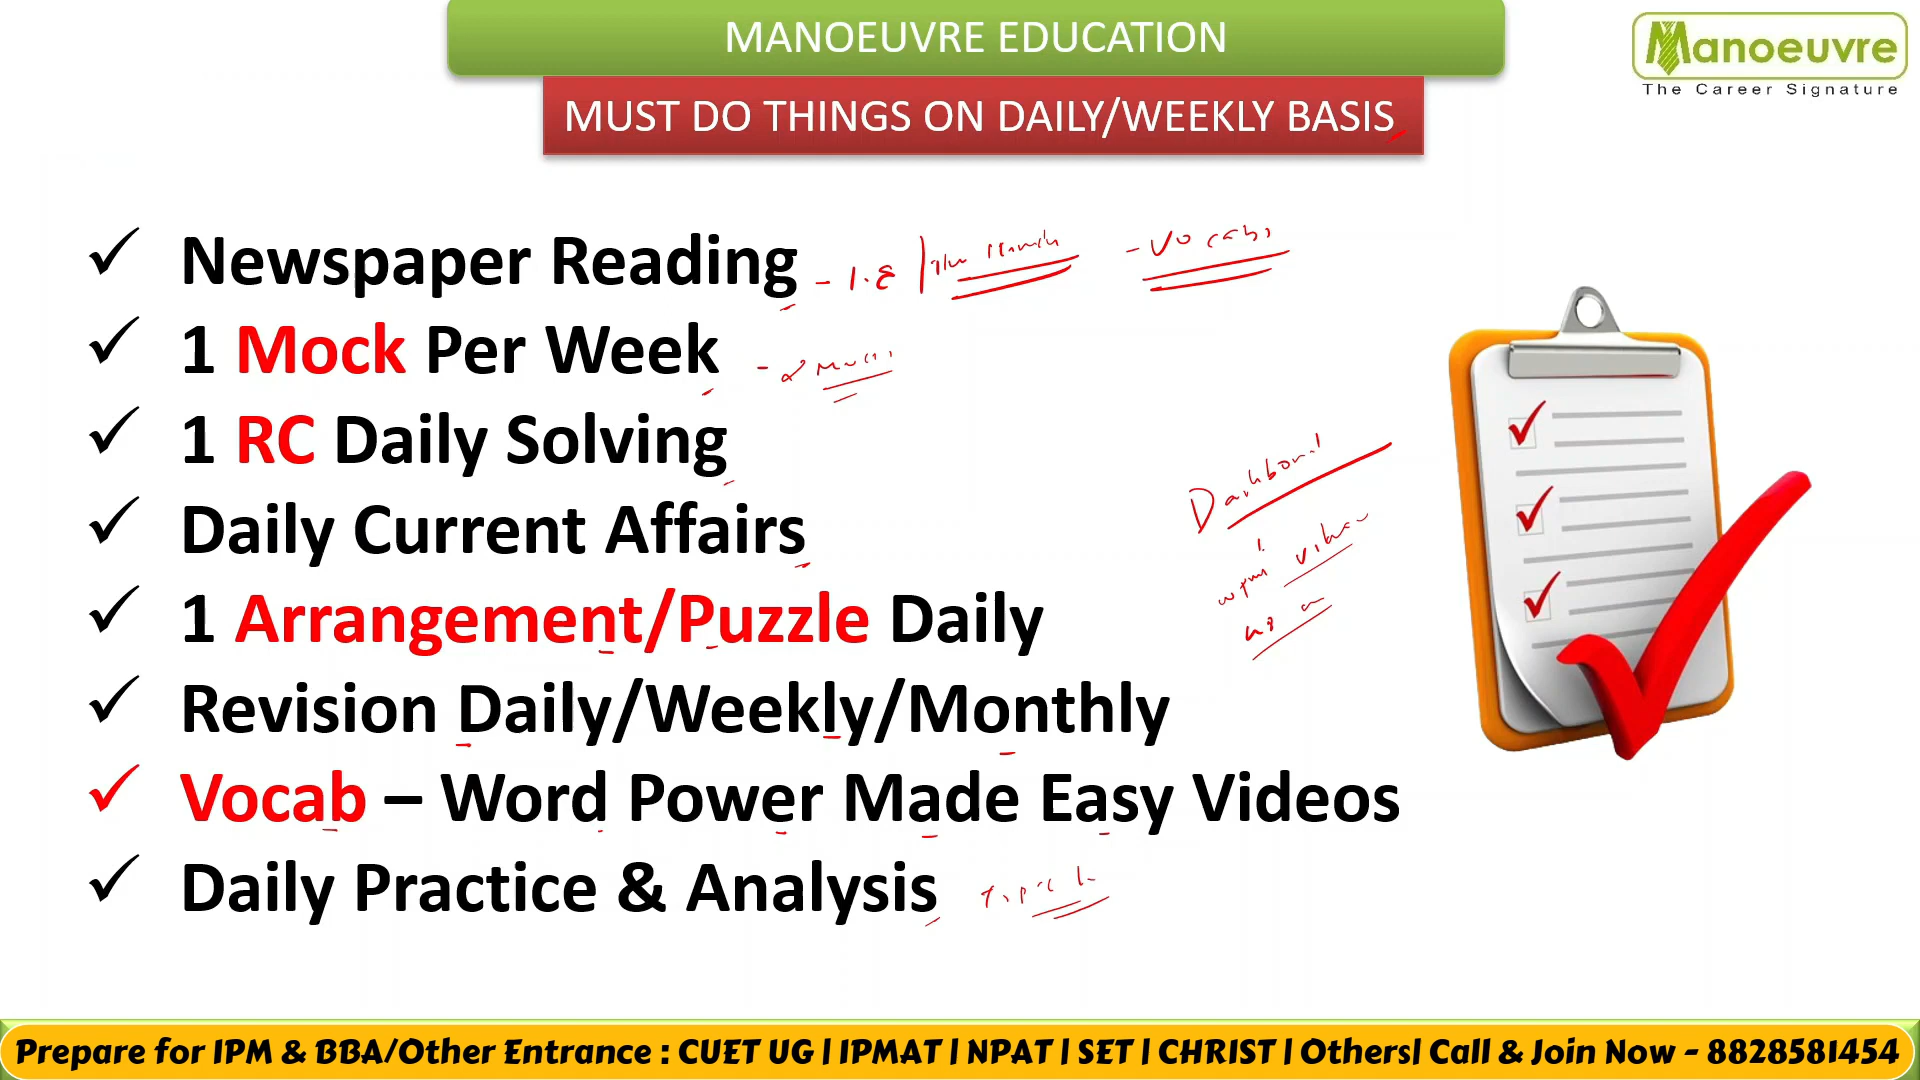 MANOEUVRE EDUCATION
Manoeuvre
The Career Signature
MUST DO THINGS ON DAILY/WEEKLY BASIS
✓ Newspaper Reading - I.E - Vocabs
✓ 1 Mock Per Week
✓ 1 RC Daily Solving
Dashboard
✓ Daily Current Affairs
✓ 1 Arrangement/Puzzle Daily
✓ Revision Daily/Weekly/Monthly
✓ Vocab – Word Power Made Easy Videos
✓ Daily Practice & Analysis
Prepare for IPM & BBA/Other Entrance : CUET UG | IPMAT | NPAT | SET | CHRIST | Others| Call & Join Now - 8828581454